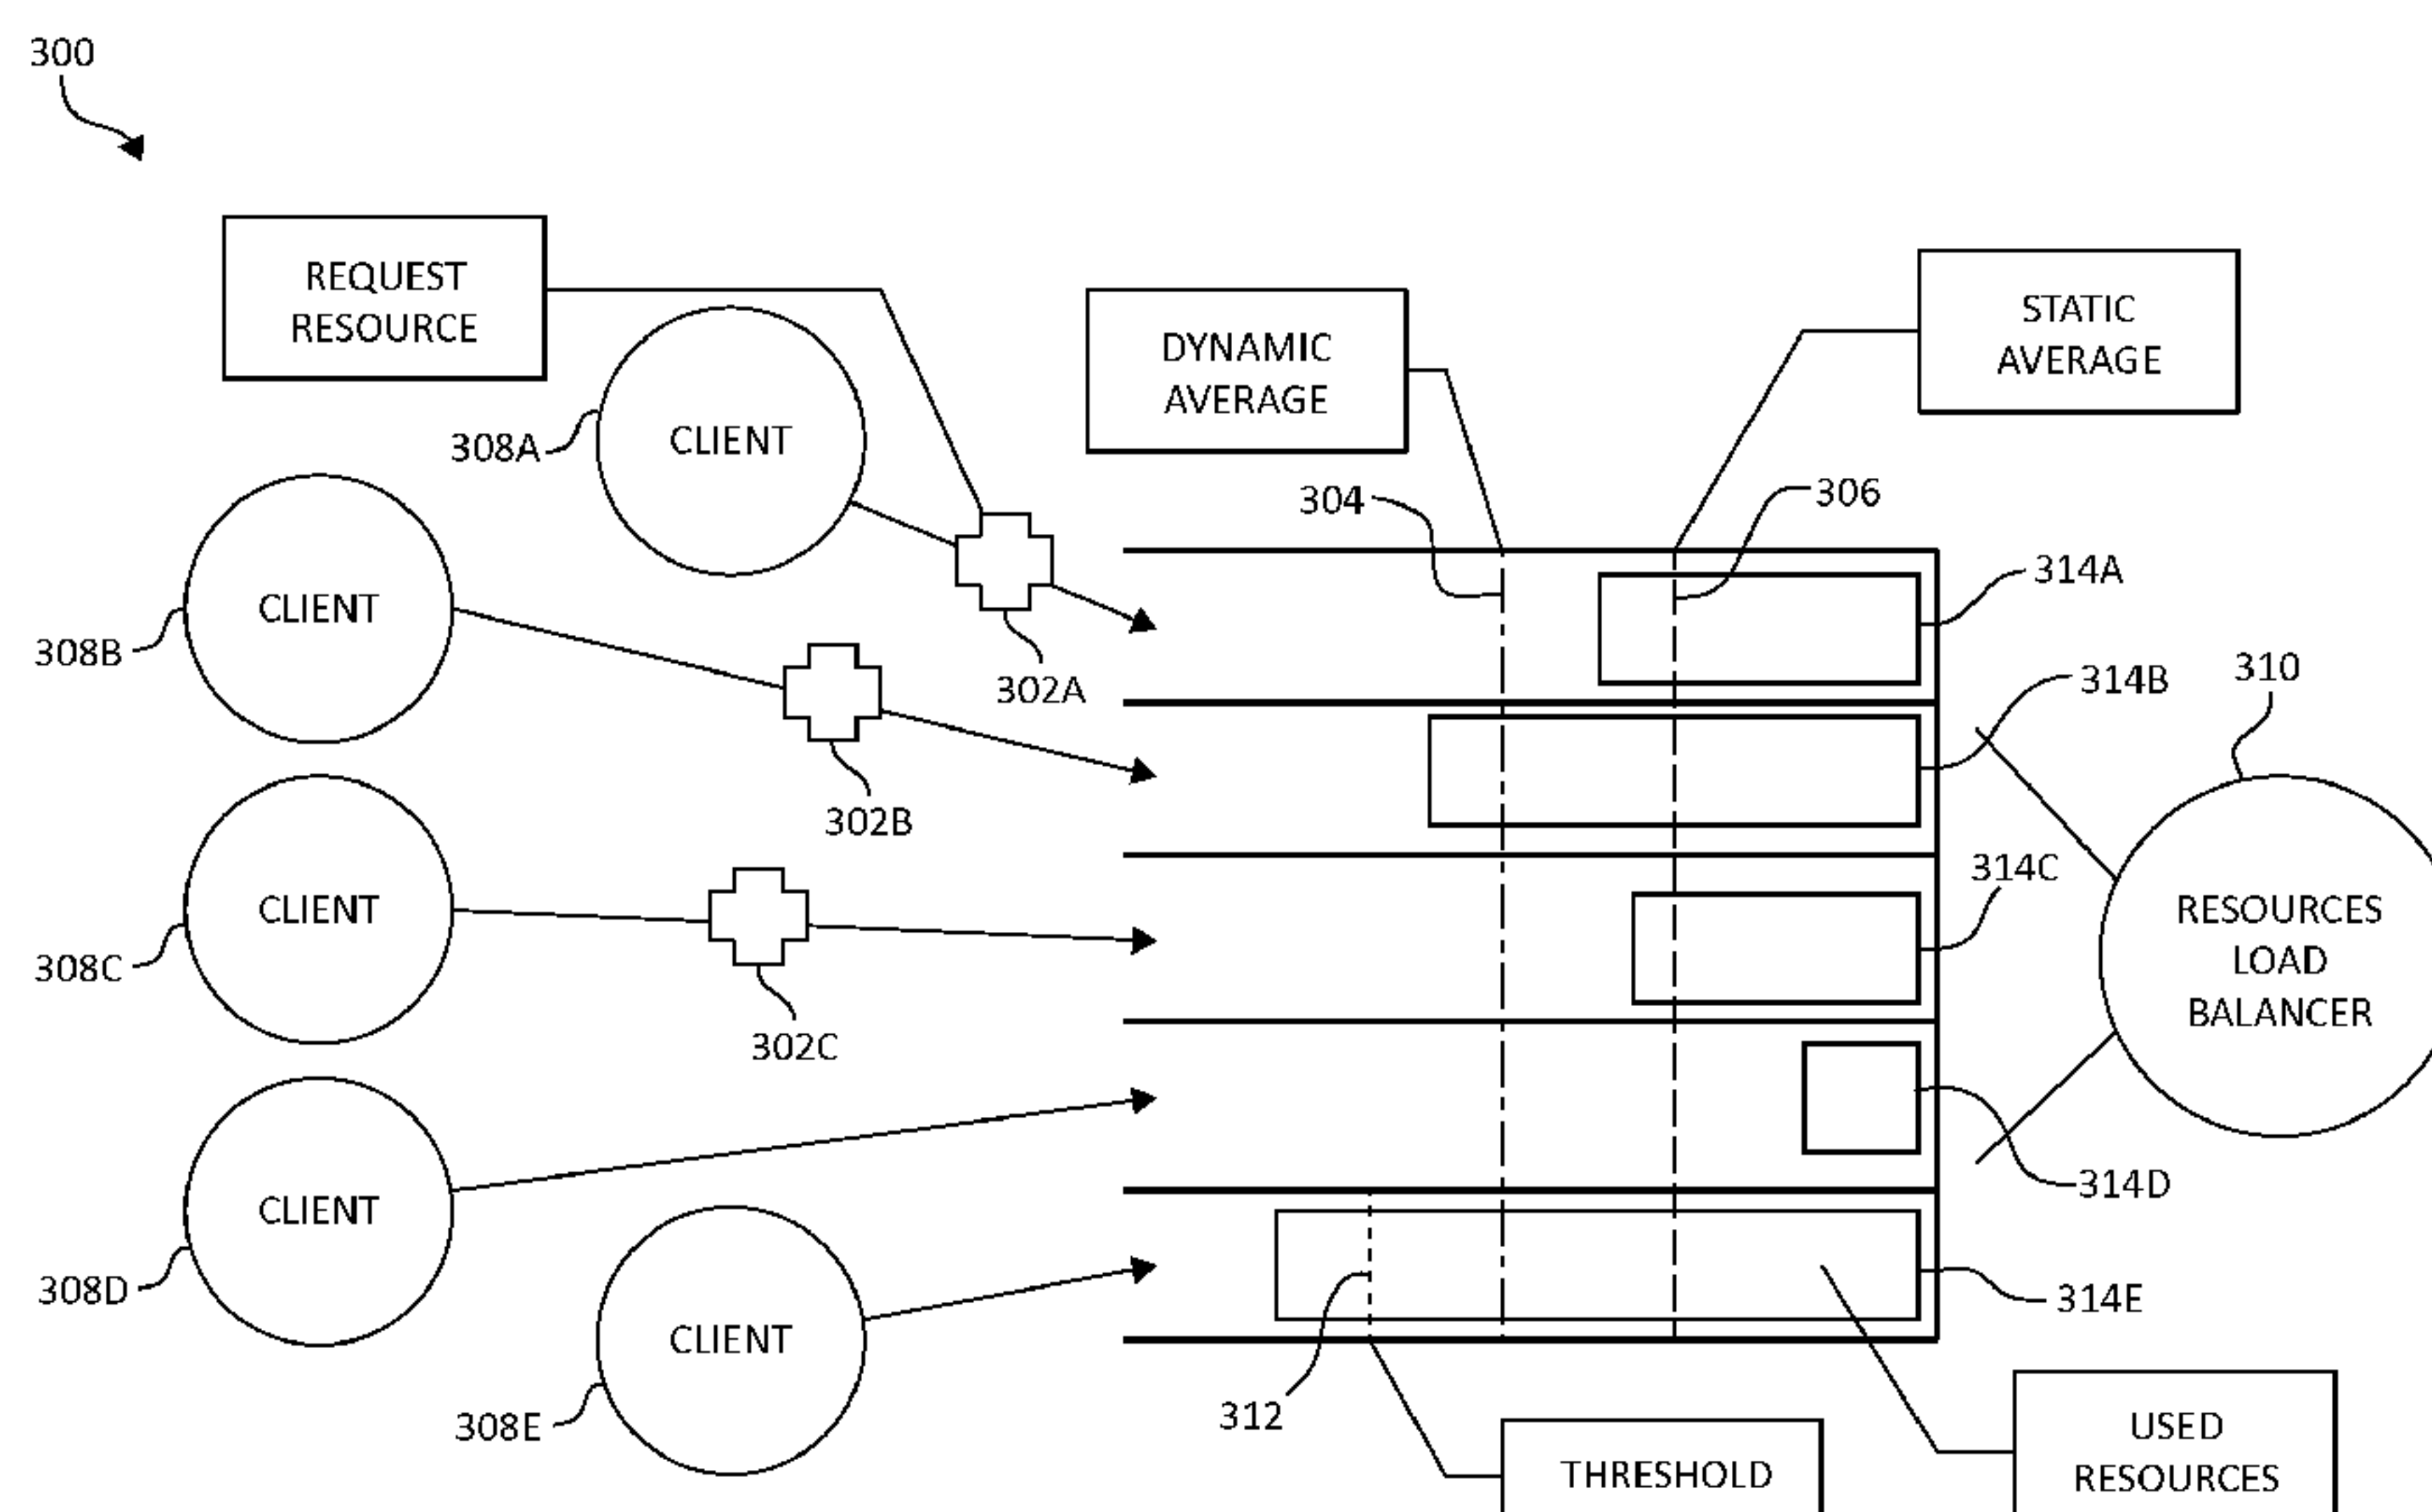 300
REQUEST
RESOURCE
STATIC
AVERAGE
DYNAMIC
AVERAGE
308A
CLIENT
304
306
314A
308B
CLIENT
302A
314B
310
302B
314C
308C
CLIENT
RESOURCES
LOAD
BALANCER
302C
314D
308D
CLIENT
314E
308E
CLIENT
312
THRESHOLD
USED
RESOURCES